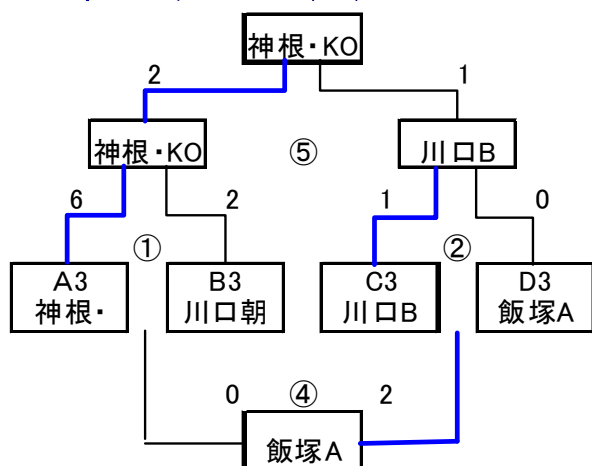 神根・KO
2 1
神根・KO ⑤ 川口B
6 2 1 0
① ②
A3 B3 C3 D3
神根・ 川口朝 川口B 飯塚A
0 ④ 2
飯塚A